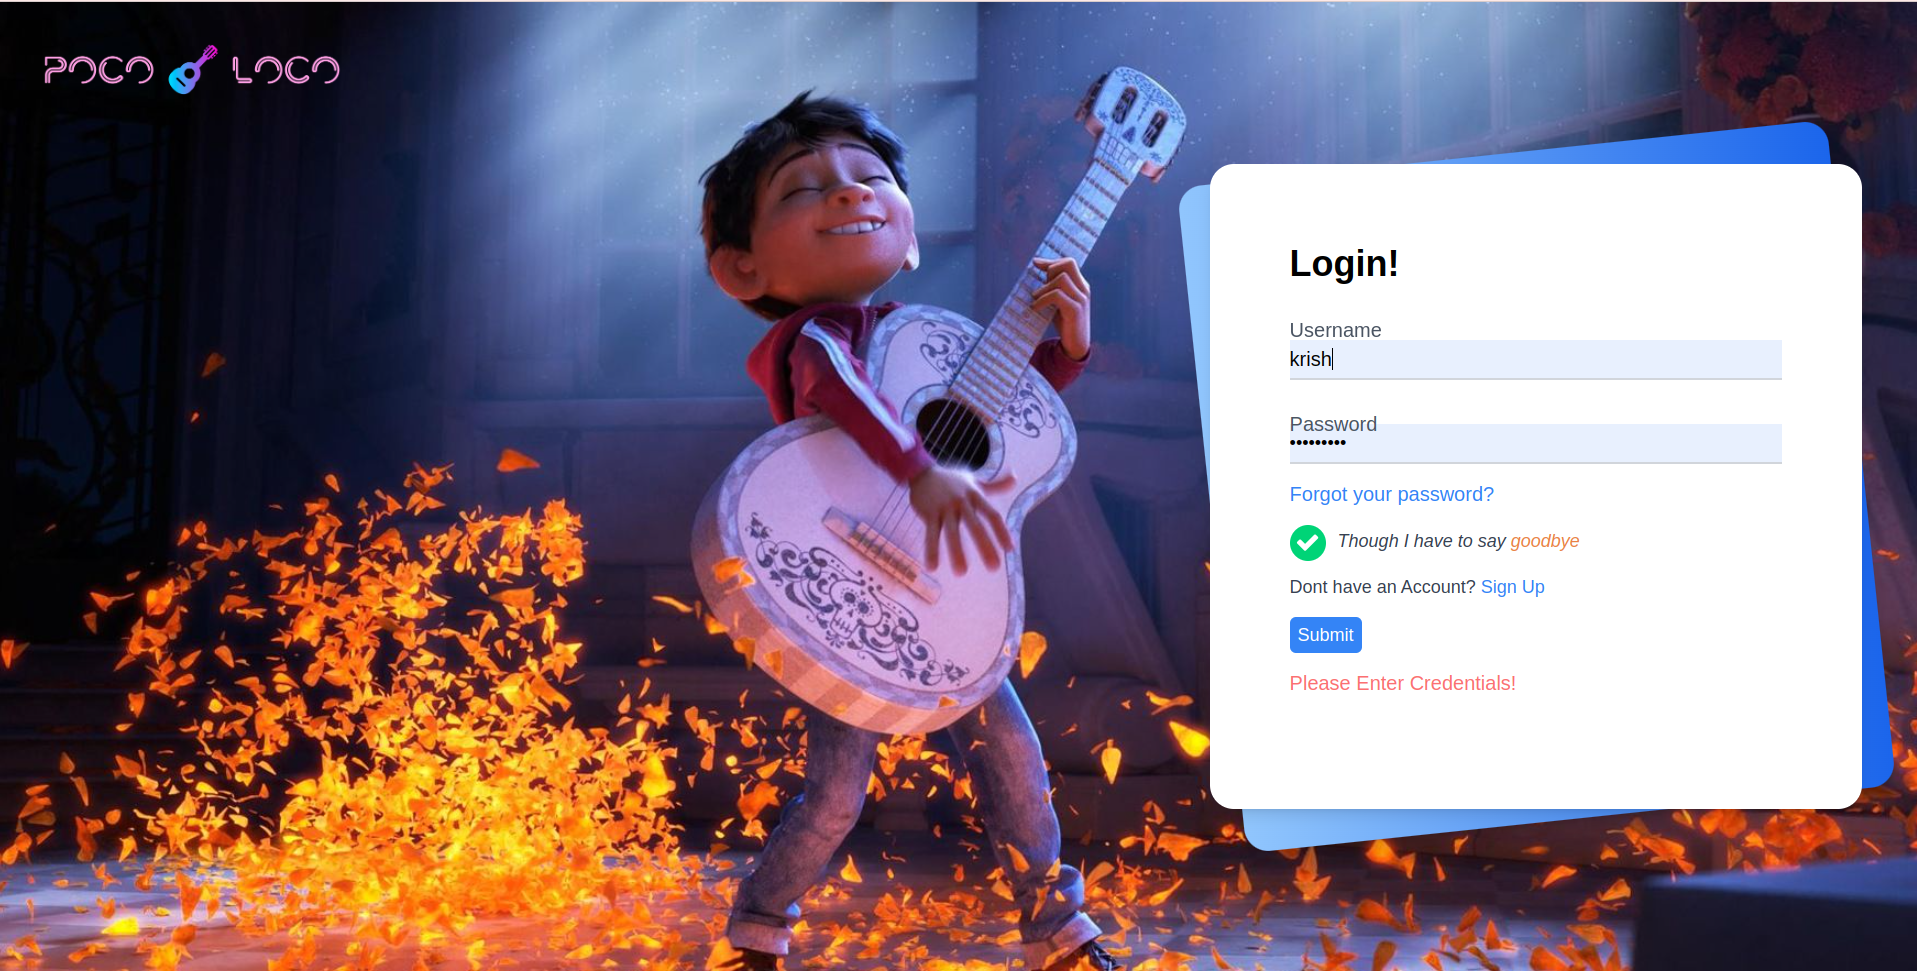 POCO LOCO
Login!
Username
krish
Password
•••••••••
Forgot your password?
Though I have to say goodbye
Dont have an Account? Sign Up
Submit
Please Enter Credentials!